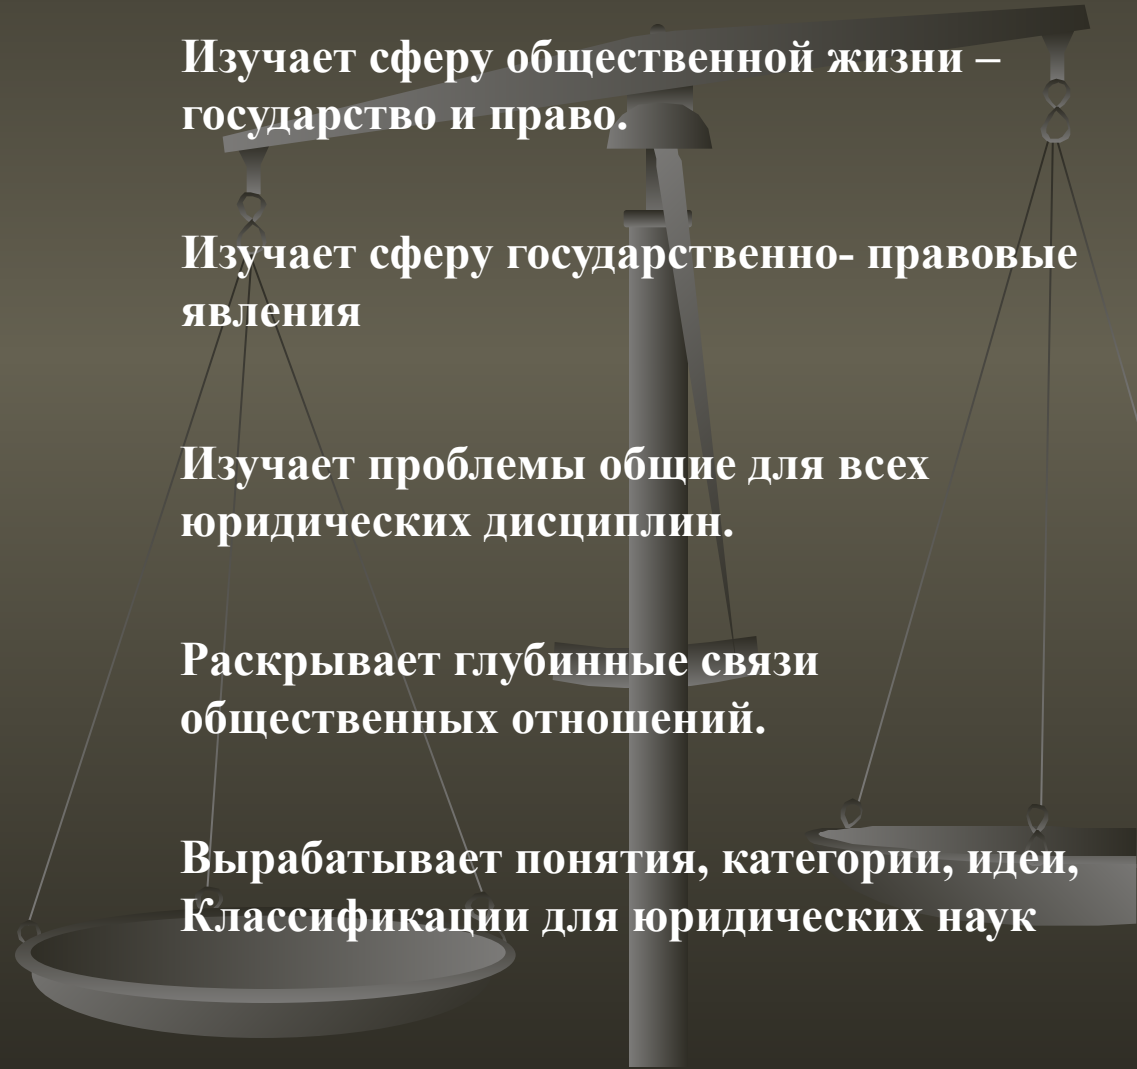 Изучает сферу общественной жизни –
государство и право.
Изучает сферу государственно- правовые
явления
Изучает проблемы общие для всех
юридических дисциплин.
Раскрывает глубинные связи
общественных отношений.
Вырабатывает понятия, категории, идеи,
Классификации для юридических наук